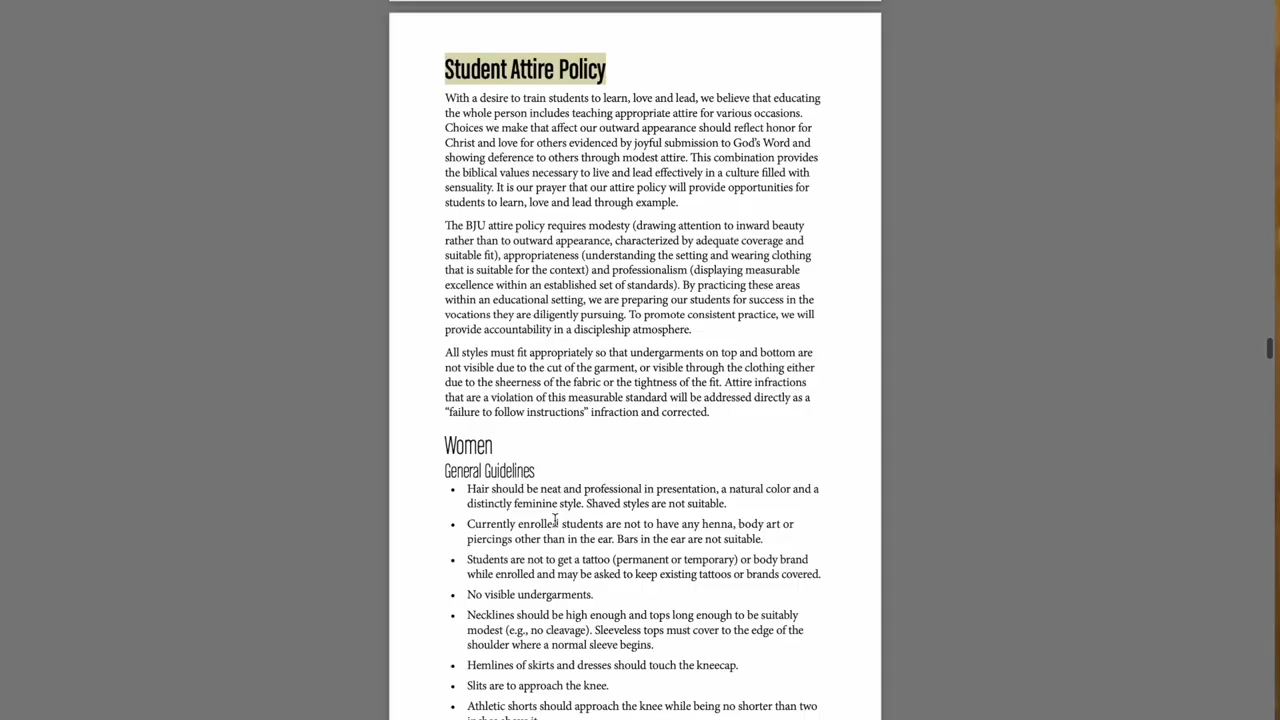 Student Attire Policy
With a desire to train students to learn, love and lead, we believe that educating
the whole person includes teaching appropriate attire for various occasions.
Choices we make that affect our outward appearance should reflect honor for
Christ and love for others evidenced by joyful submission to God's Word and
showing deference to others through modest attire. This combination provides
the biblical values necessary to live and lead effectively in a culture filled with
sensuality. It is our prayer that our attire policy will provide opportunities for
students to learn, love and lead through example.
The BJU attire policy requires modesty (drawing attention to inward beauty
rather than to outward appearance, characterized by adequate coverage and
suitable fit), appropriateness (understanding the setting and wearing clothing
that is suitable for the context) and professionalism (displaying measurable
excellence within an established set of standards). By practicing these areas
within an educational setting, we are preparing our students for success in the
vocations they are diligently pursuing. To promote consistent practice, we will
provide accountability in a discipleship atmosphere.
All styles must fit appropriately so that undergarments on top and bottom are
not visible due to the cut of the garment, or visible through the clothing either
due to the sheerness of the fabric or the tightness of the fit. Attire infractions
that are a violation of this measurable standard will be addressed directly as a
“failure to follow instructions” infraction and corrected.
Women
General Guidelines
• Hair should be neat and professional in presentation, a natural color and a
distinctly feminine style. Shaved styles are not suitable.
• Currently enrolled students are not to have any henna, body art or
piercings other than in the ear. Bars in the ear are not suitable.
• Students are not to get a tattoo (permanent or temporary) or body brand
while enrolled and may be asked to keep existing tattoos or brands covered.
• No visible undergarments.
• Necklines should be high enough and tops long enough to be suitably
modest (e.g., no cleavage). Sleeveless tops must cover to the edge of the
shoulder where a normal sleeve begins.
• Hemlines of skirts and dresses should touch the kneecap.
• Slits are to approach the knee.
• Athletic shorts should approach the knee while being no shorter than two